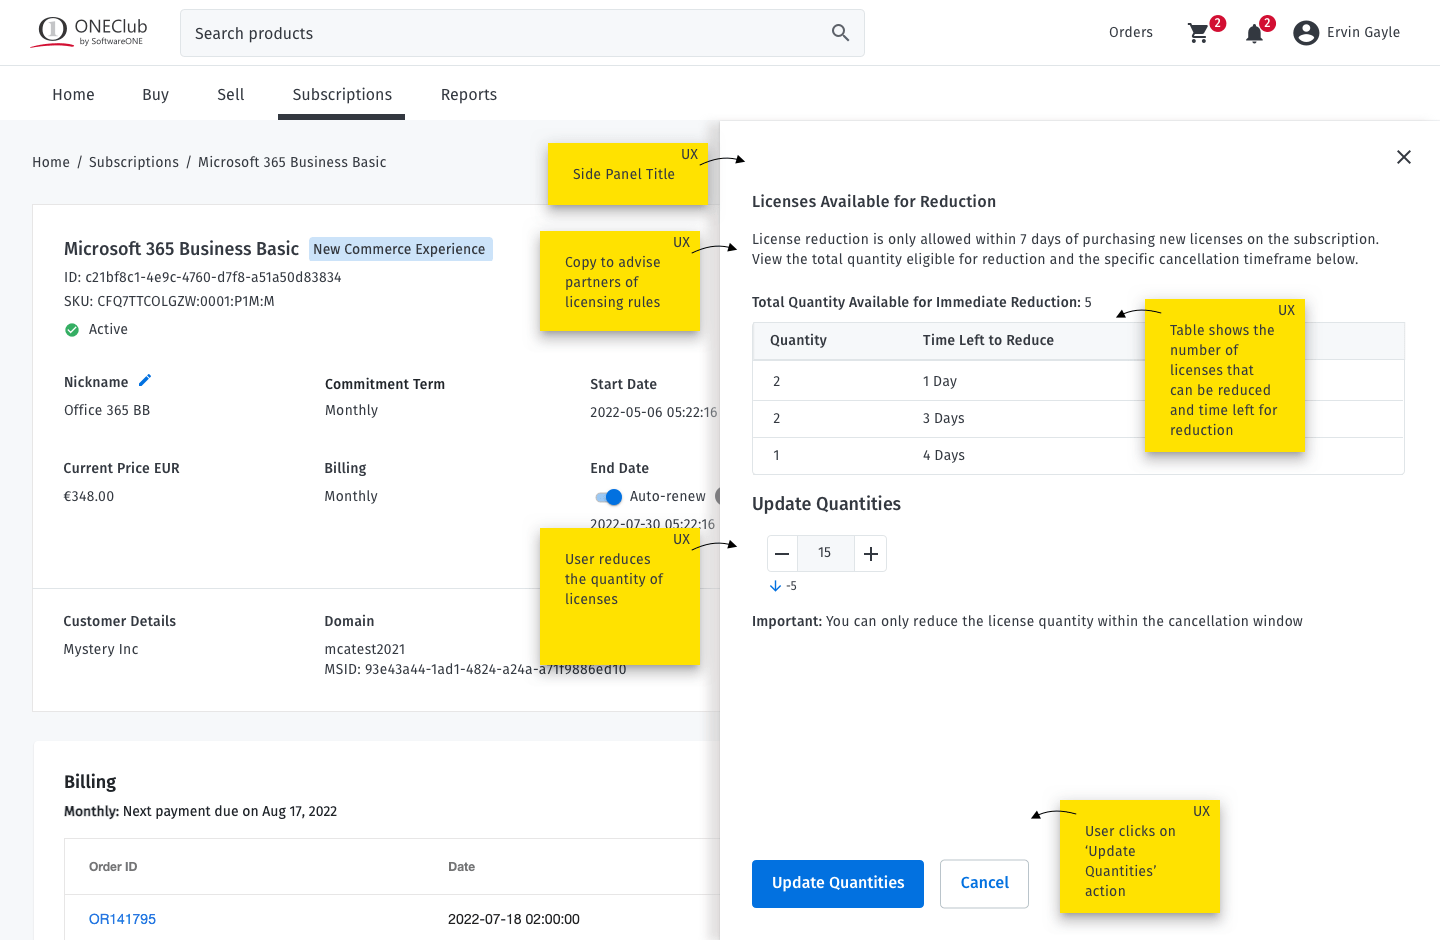 ONEClub
by SoftwareONE
Search products
Orders
2
2
Ervin Gayle
Home
Buy
Sell
Subscriptions
Reports
Home / Subscriptions / Microsoft 365 Business Basic
Microsoft 365 Business Basic
New Commerce Experience
ID: c21bf8c1-4e9c-4760-d7f8-a51a50d83834
SKU: CFQ7TTCOLGZW:0001:P1M:M
Active
Nickname
Office 365 BB
Commitment Term
Monthly
Start Date
2022-05-06 05:22:16
Current Price EUR
€348.00
Billing
Monthly
End Date
Auto-renew
2022-07-30 05:22:16
Customer Details
Mystery Inc
Domain
mcatest2021
MSID: 93e43a44-1ad1-4824-a24a-a71f9886ed10
Billing
Monthly: Next payment due on Aug 17, 2022
Order ID
Date
OR141795
2022-07-18 02:00:00
UX
Side Panel Title
UX
Copy to advise
partners of
licensing rules
UX
User reduces
the quantity of
licenses
Licenses Available for Reduction
License reduction is only allowed within 7 days of purchasing new licenses on the subscription.
View the total quantity eligible for reduction and the specific cancellation timeframe below.
Total Quantity Available for Immediate Reduction: 5
Quantity
Time Left to Reduce
2
1 Day
2
3 Days
1
4 Days
UX
Table shows the
number of
licenses that
can be reduced
and time left for
reduction
Update Quantities
15
-5
Important: You can only reduce the license quantity within the cancellation window
UX
User clicks on
‘Update
Quantities’
action
Update Quantities
Cancel